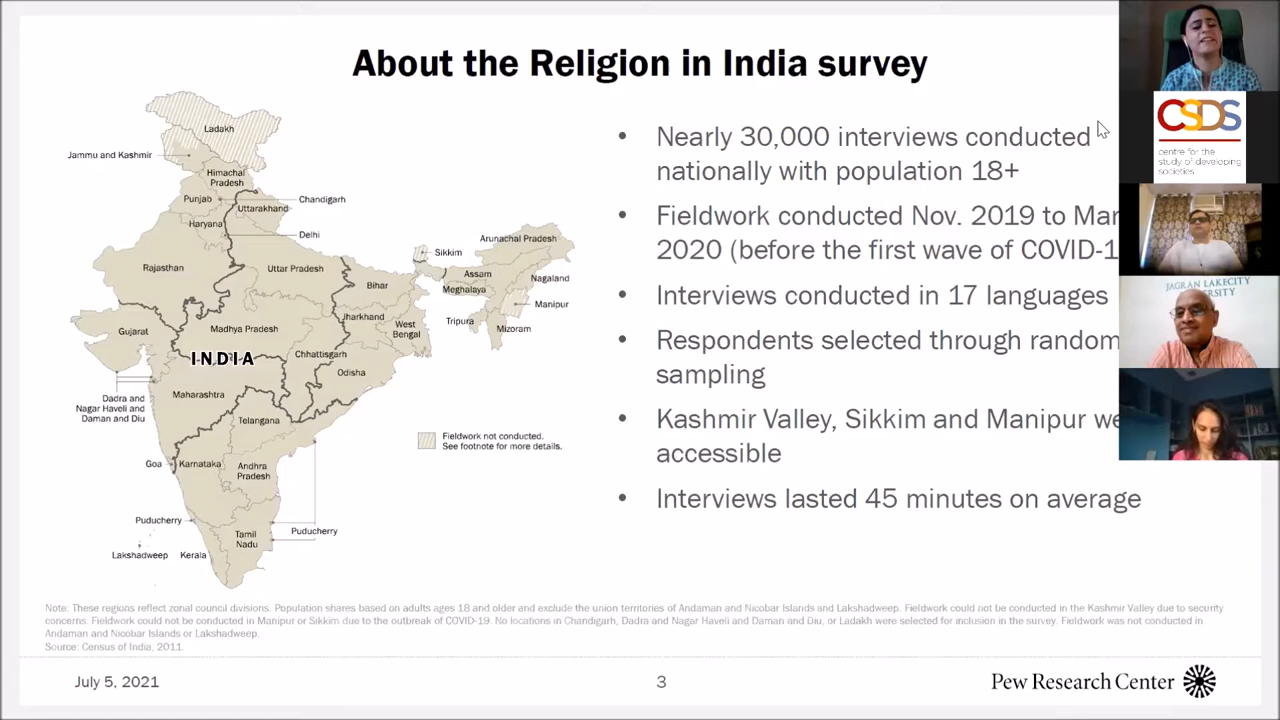 About the Religion in India survey
Ladakh
Jammu and Kashmir
Himachal
Pradesh
Punjab
Chandigarh
Uttarakhand
Haryana
Delhi
Rajasthan
Uttar Pradesh
Sikkim
Arunachal Pradesh
Assam
Nagaland
Meghalaya
Bihar
Manipur
Jharkhand
Tripura
Mizoram
West
Bengal
Gujarat
Madhya Pradesh
INDIA
Chhattisgarh
Odisha
Dadra and
Nagar Haveli and
Daman and Diu
Maharashtra
Telangana
Fieldwork not conducted.
See footnote for more details.
Goa
Karnataka
Andhra
Pradesh
Puducherry
Puducherry
Tamil
Nadu
Lakshadweep
Kerala
• Nearly 30,000 interviews conducted
nationally with population 18+
• Fieldwork conducted Nov. 2019 to Mar
2020 (before the first wave of COVID-1
• Interviews conducted in 17 languages
• Respondents selected through random
sampling
• Kashmir Valley, Sikkim and Manipur we
accessible
• Interviews lasted 45 minutes on average
CSDS
centre for the
study of developing
societies
JAGRAN LAKECITY
Note: These regions reflect zonal council divisions. Population shares based on adults ages 18 and older and exclude the union territories of Andaman and Nicobar Islands and Lakshadweep. Fieldwork could not be conducted in the Kashmir Valley due to security
concerns. Fieldwork could not be conducted in Manipur or Sikkim due to the outbreak of COVID-19. No locations in Chandigarh, Dadra and Nagar Haveli and Daman and Diu, or Ladakh were selected for inclusion in the survey. Fieldwork was not conducted in
Andaman and Nicobar Islands or Lakshadweep.
Source: Census of India, 2011.
July 5, 2021
3
Pew Research Center